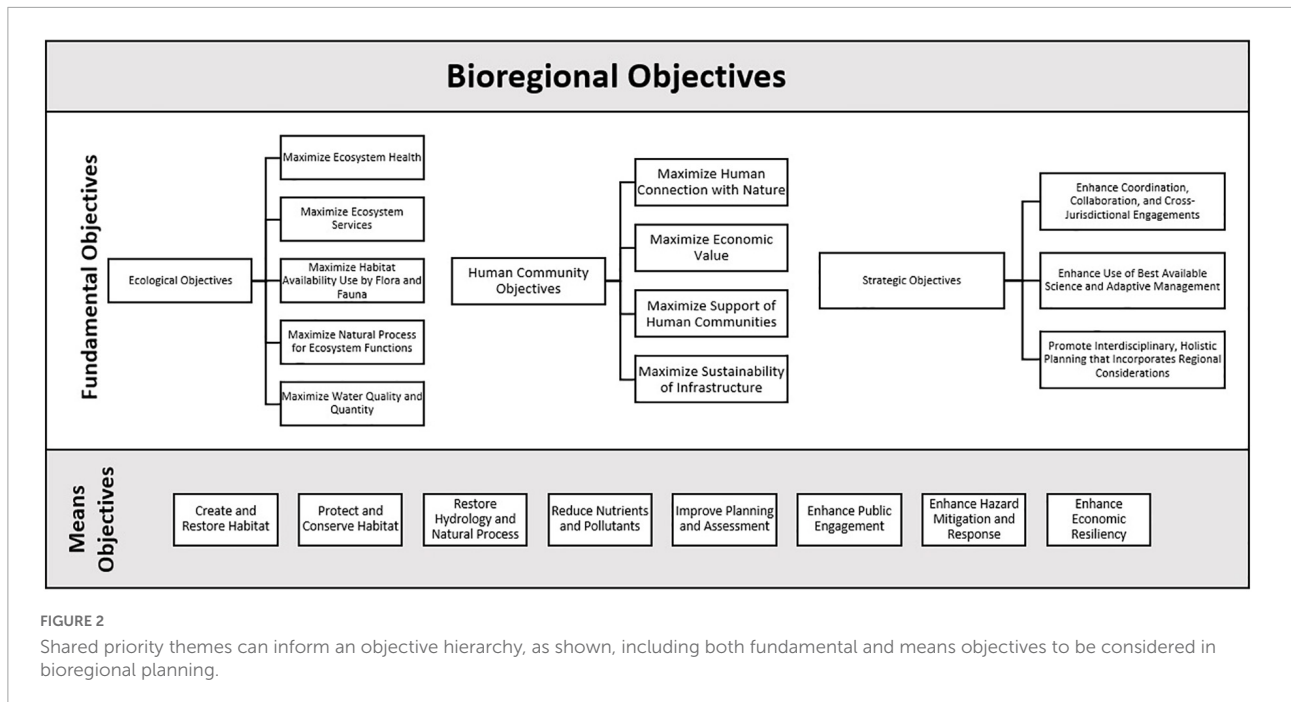 Bioregional Objectives
Fundamental Objectives
Ecological Objectives
Maximize Ecosystem Health
Maximize Ecosystem
Services
Maximize Habitat
Availability Use by Flora and
Fauna
Maximize Natural Process
for Ecosystem Functions
Maximize Water Quality and
Quantity
Human Community
Objectives
Maximize Human
Connection with Nature
Maximize Economic
Value
Maximize Support of
Human Communities
Maximize Sustainability
of Infrastructure
Strategic Objectives
Enhance Coordination,
Collaboration, and Cross-
Jurisdictional Engagements
Enhance Use of Best Available
Science and Adaptive Management
Promote Interdisciplinary, Holistic
Planning that Incorporates Regional
Considerations
Means
Objectives
Create and
Restore Habitat
Protect and
Conserve Habitat
Restore
Hydrology and
Natural Process
Reduce Nutrients
and Pollutants
Improve Planning
and Assessment
Enhance Public
Engagement
Enhance Hazard
Mitigation and
Response
Enhance
Economic
Resiliency
FIGURE 2
Shared priority themes can inform an objective hierarchy, as shown, including both fundamental and means objectives to be considered in
bioregional planning.